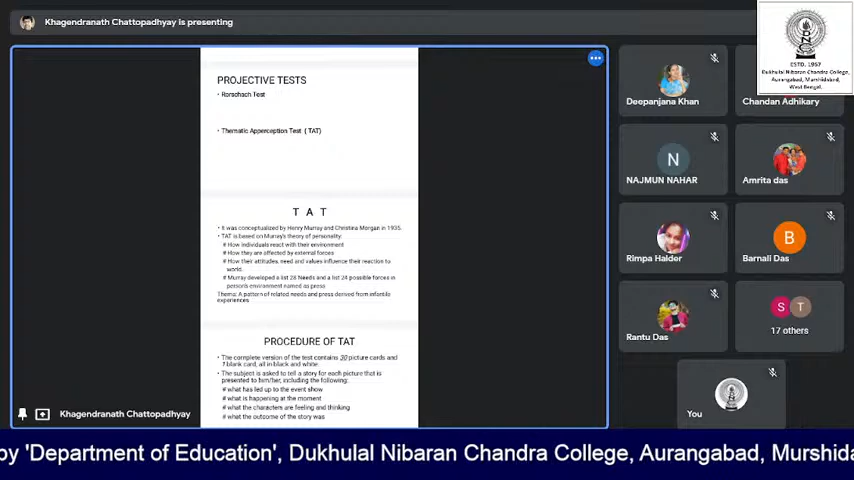 Khagendranath Chattopadhyay is presenting
ESTD. 1967
Dukhulal Nibaran Chandra College,
Aurangabad, Murshidabad,
West Bengal.
PROJECTIVE TESTS
• Rorschach Test
• Thematic Apperception Test ( TAT)
T A T
• It was conceptualized by Henry Murray and Christina Morgan in 1935.
• TAT is based on Murray's theory of personality:
# How individuals react with their environment
# How they are affected by external forces
# How their attitudes, need and values influence their reaction to
world.
# Murray developed a list 28 Needs and a list 24 possible forces in
person's environment named as press
Thema: A pattern of related needs and press derived from infantile
experiences.
PROCEDURE OF TAT
• The complete version of the test contains 30 picture cards and
1 blank card, all in black and white.
• The subject is asked to tell a story for each picture that is
presented to him/her, including the following:
# what has led up to the event show
# what is happening at the moment
# what the characters are feeling and thinking
# what the outcome of the story was
Khagendranath Chattopadhyay
Deepanjana Khan
Chandan Adhikary
N
NAJMUN NAHAR
Amrita das
Rimpa Halder
B
Barnali Das
Rantu Das
S T
17 others
You
by 'Department of Education', Dukhulal Nibaran Chandra College, Aurangabad, Murshida